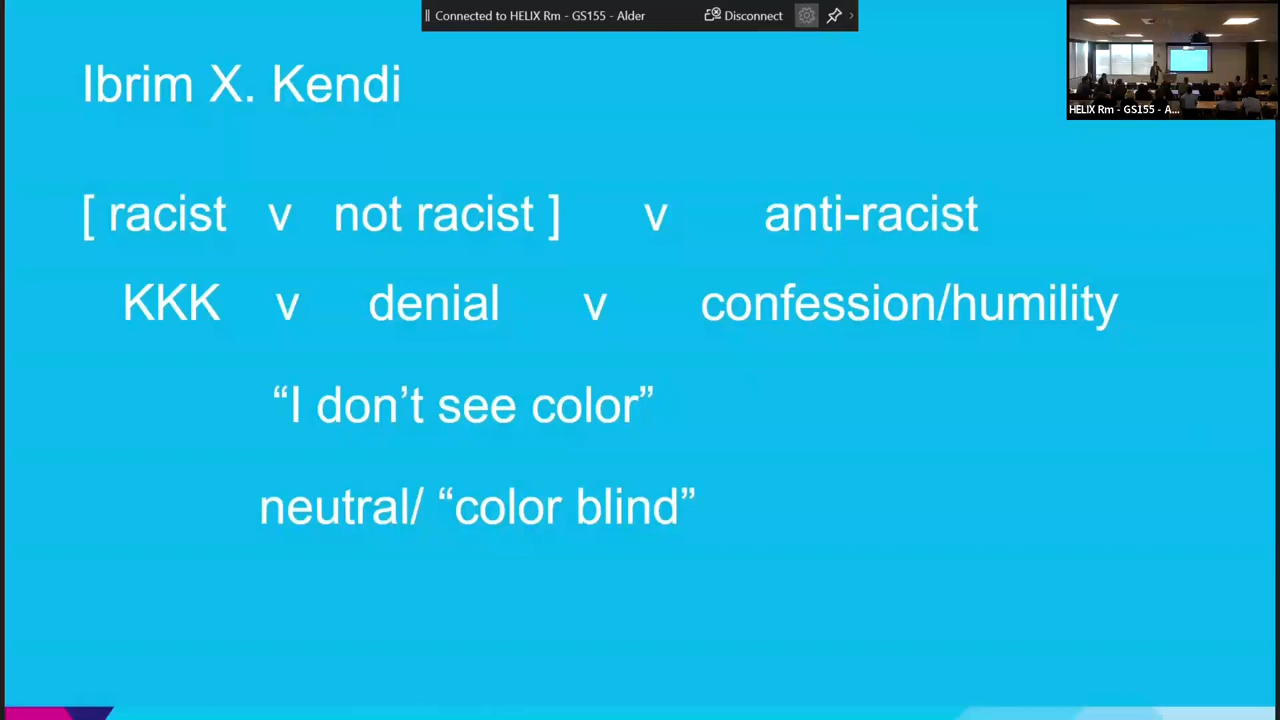 Connected to HELIX Rm - GS155 - Alder Disconnect
HELIX Rm - GS155 - A...
Ibrim X. Kendi
[ racist v not racist ] v anti-racist
KKK v denial v confession/humility
“I don’t see color”
neutral/ “color blind”